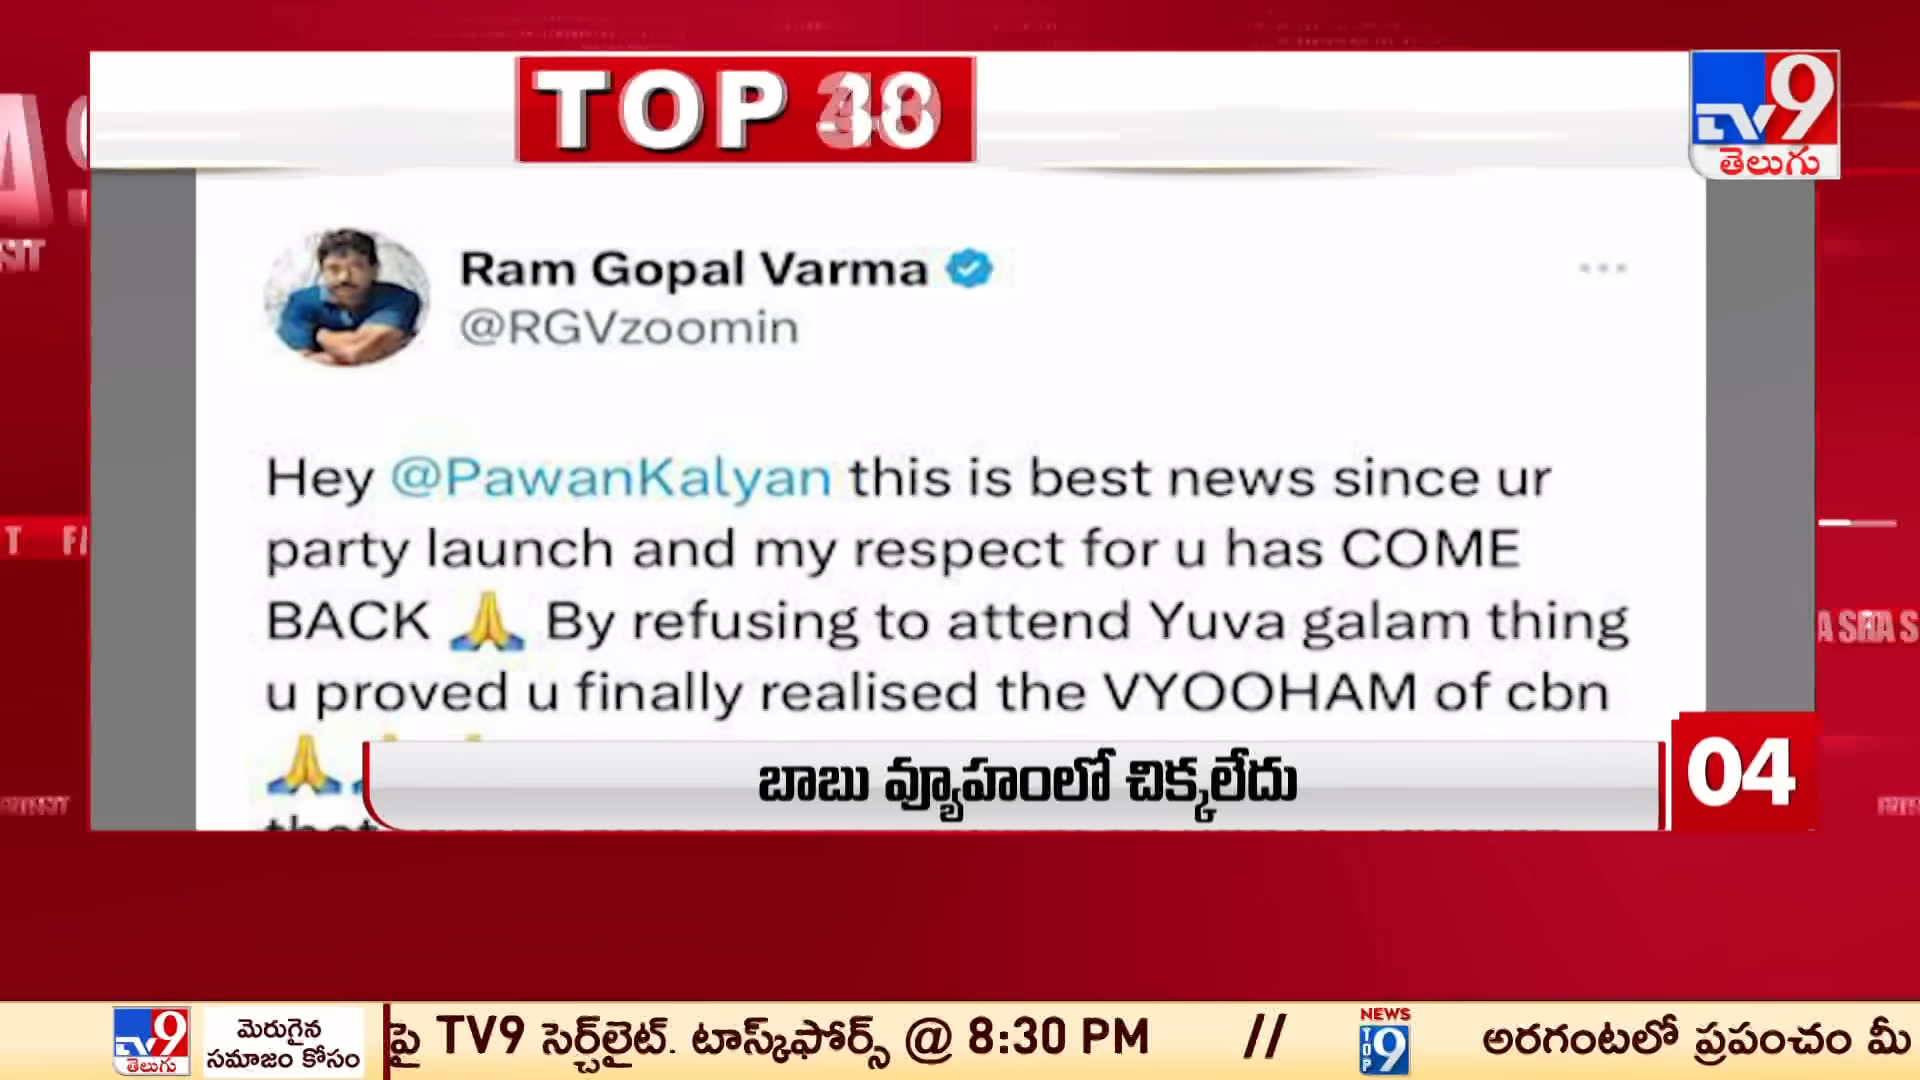 TOP
TV9
తెలుగు
Ram Gopal Varma
@RGVzoomin
Hey @PawanKalyan this is best news since ur
party launch and my respect for u has COME
BACK 🙏 By refusing to attend Yuva galam thing
u proved u finally realised the VYOOHAM of cbn
🙏
బాబు వ్యూహంలో చిక్కలేదు
04
TV9
తెలుగు
మెరుగైన
సమాజం కోసం
పై TV9 సెర్చ్‌లైట్. టాస్క్‌ఫోర్స్ @ 8:30 PM // NEWS TOP 9 అరగంటలో ప్రపంచం మీ